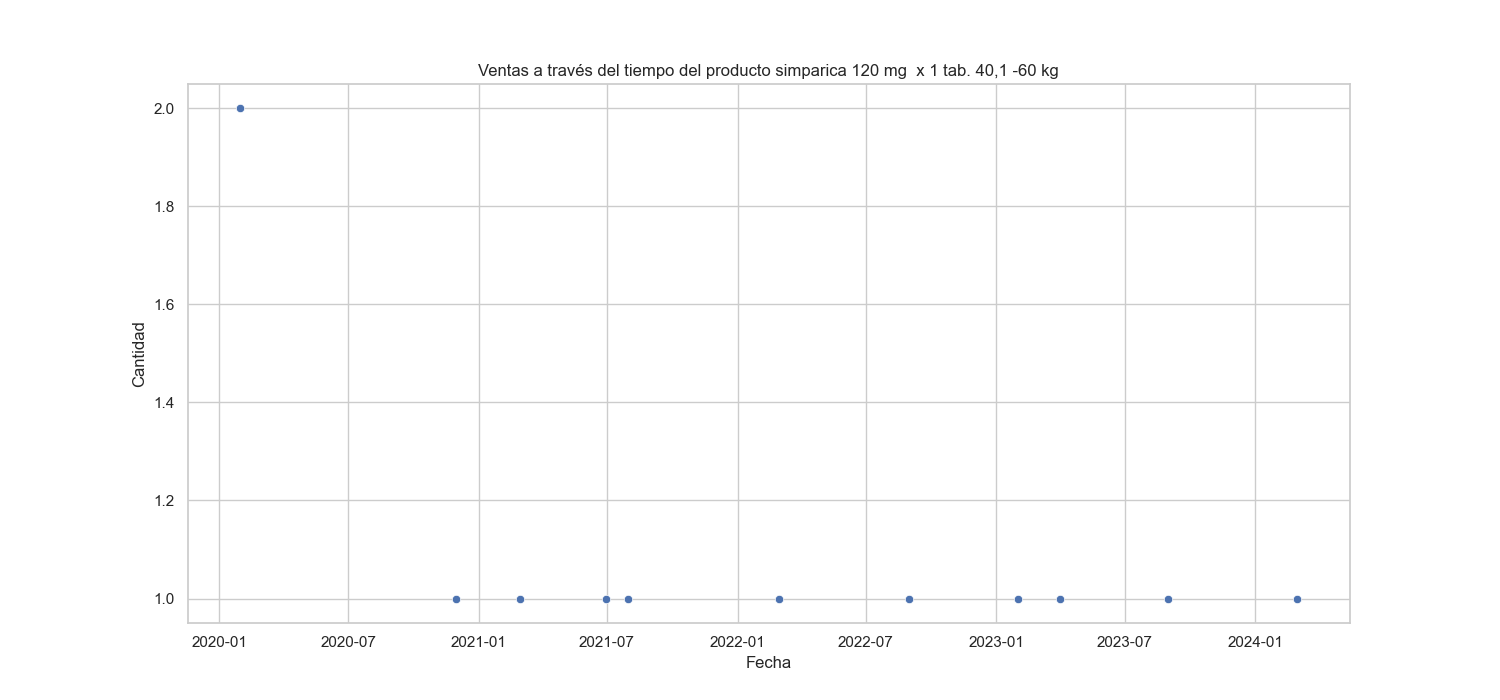 Ventas a través del tiempo del producto simparica 120 mg  x 1 tab. 40,1 -60 kg
2.0
1.8
1.6
1.4
1.2
1.0
Cantidad
2020-01 2020-07 2021-01 2021-07 2022-01 2022-07 2023-01 2023-07 2024-01
Fecha